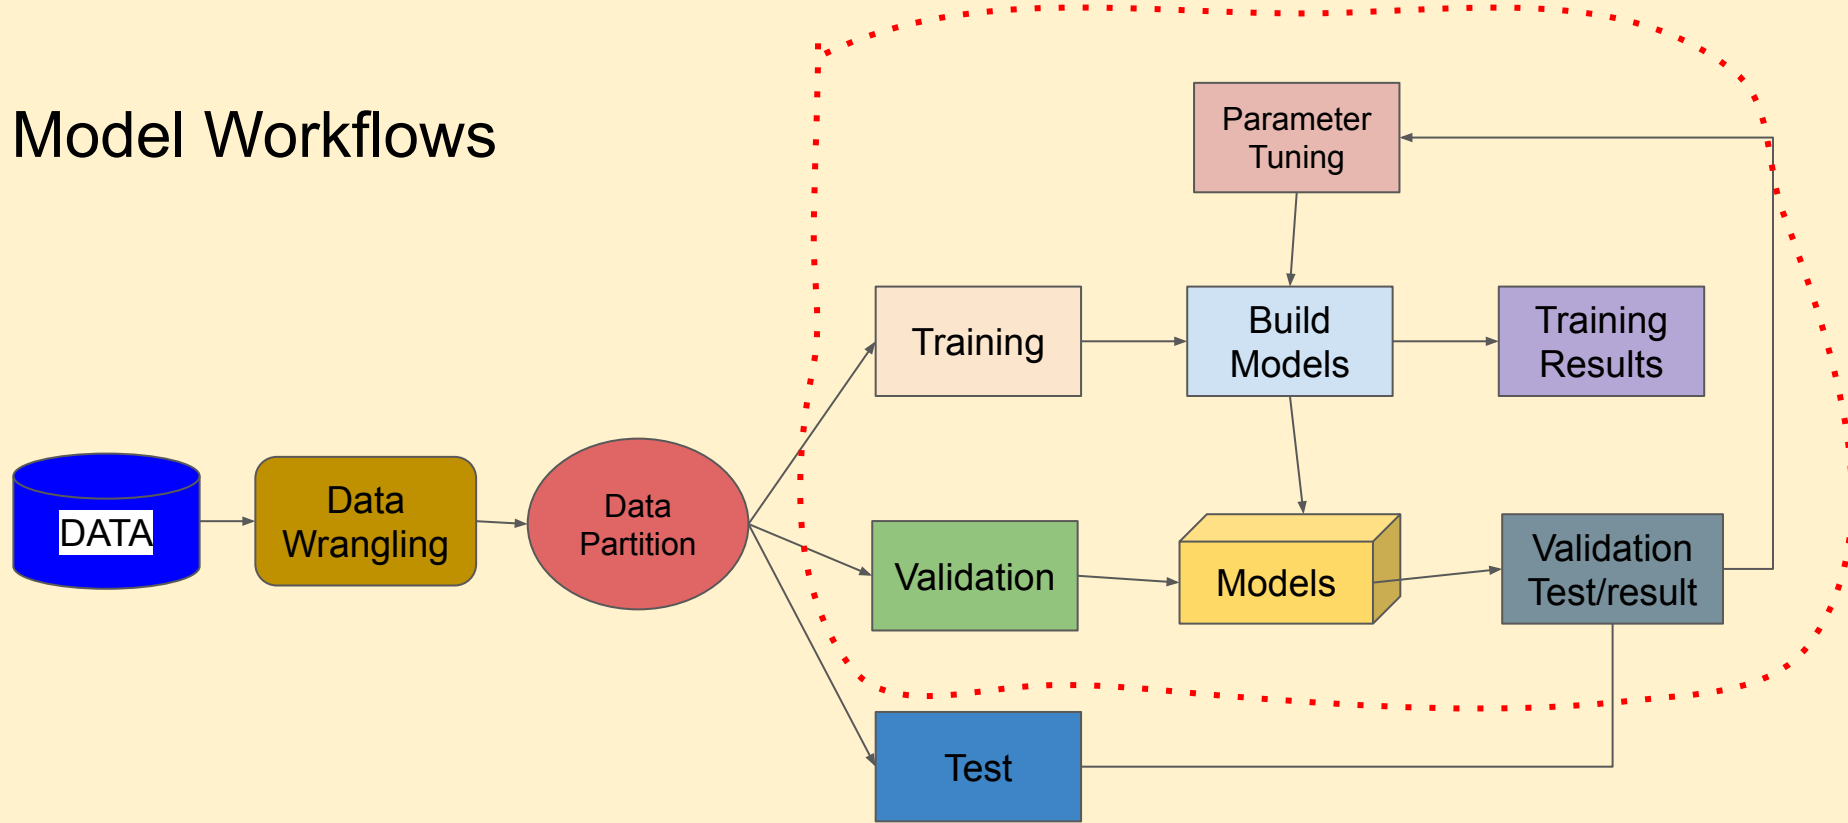 Model Workflows
Parameter
Tuning
Training
Build
Models
Training
Results
DATA
Data
Wrangling
Data
Partition
Validation
Models
Validation
Test/result
Test